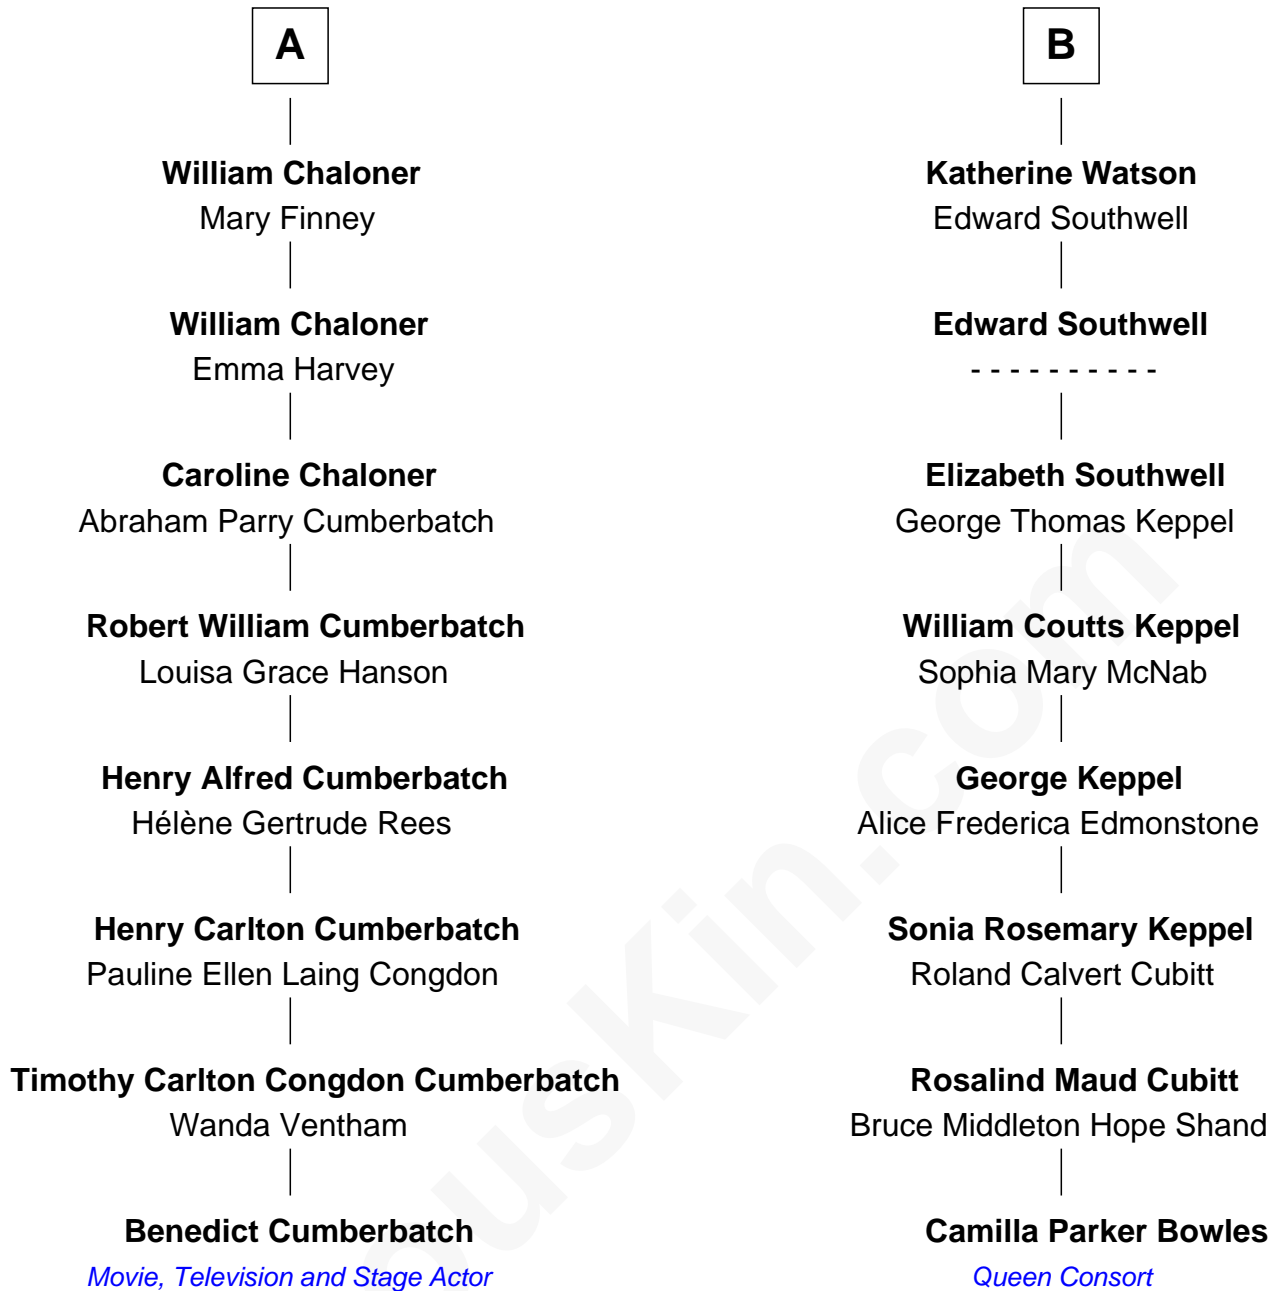 A
B
William Chaloner
Mary Finney
Katherine Watson
Edward Southwell
William Chaloner
Emma Harvey
Edward Southwell
- - - - - - - - - -
Caroline Chaloner
Abraham Parry Cumberbatch
Elizabeth Southwell
George Thomas Keppel
Robert William Cumberbatch
Louisa Grace Hanson
William Coutts Keppel
Sophia Mary McNab
Henry Alfred Cumberbatch
Hélène Gertrude Rees
George Keppel
Alice Frederica Edmonstone
Henry Carlton Cumberbatch
Pauline Ellen Laing Congdon
Sonia Rosemary Keppel
Roland Calvert Cubitt
Timothy Carlton Congdon Cumberbatch
Wanda Ventham
Rosalind Maud Cubitt
Bruce Middleton Hope Shand
Benedict Cumberbatch
Movie, Television and Stage Actor
Camilla Parker Bowles
Queen Consort
ousKin.com